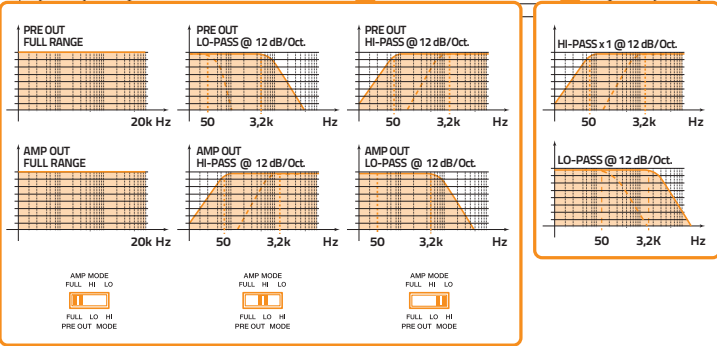 PRE OUT
FULL RANGE
20k Hz
PRE OUT
LO-PASS @ 12 dB/Oct.
50 3,2k Hz
PRE OUT
HI-PASS @ 12 dB/Oct.
50 3,2k Hz
AMP OUT
FULL RANGE
20k Hz
AMP OUT
HI-PASS @ 12 dB/Oct.
50 3,2k Hz
AMP OUT
LO-PASS @ 12 dB/Oct.
50 3,2k Hz
AMP MODE
FULL HI LO
FULL LO HI
PRE OUT MODE
AMP MODE
FULL HI LO
FULL LO HI
PRE OUT MODE
AMP MODE
FULL HI LO
FULL LO HI
PRE OUT MODE
HI-PASS x 1 @ 12 dB/Oct.
50 3,2k Hz
LO-PASS @ 12 dB/Oct.
50 3,2K Hz